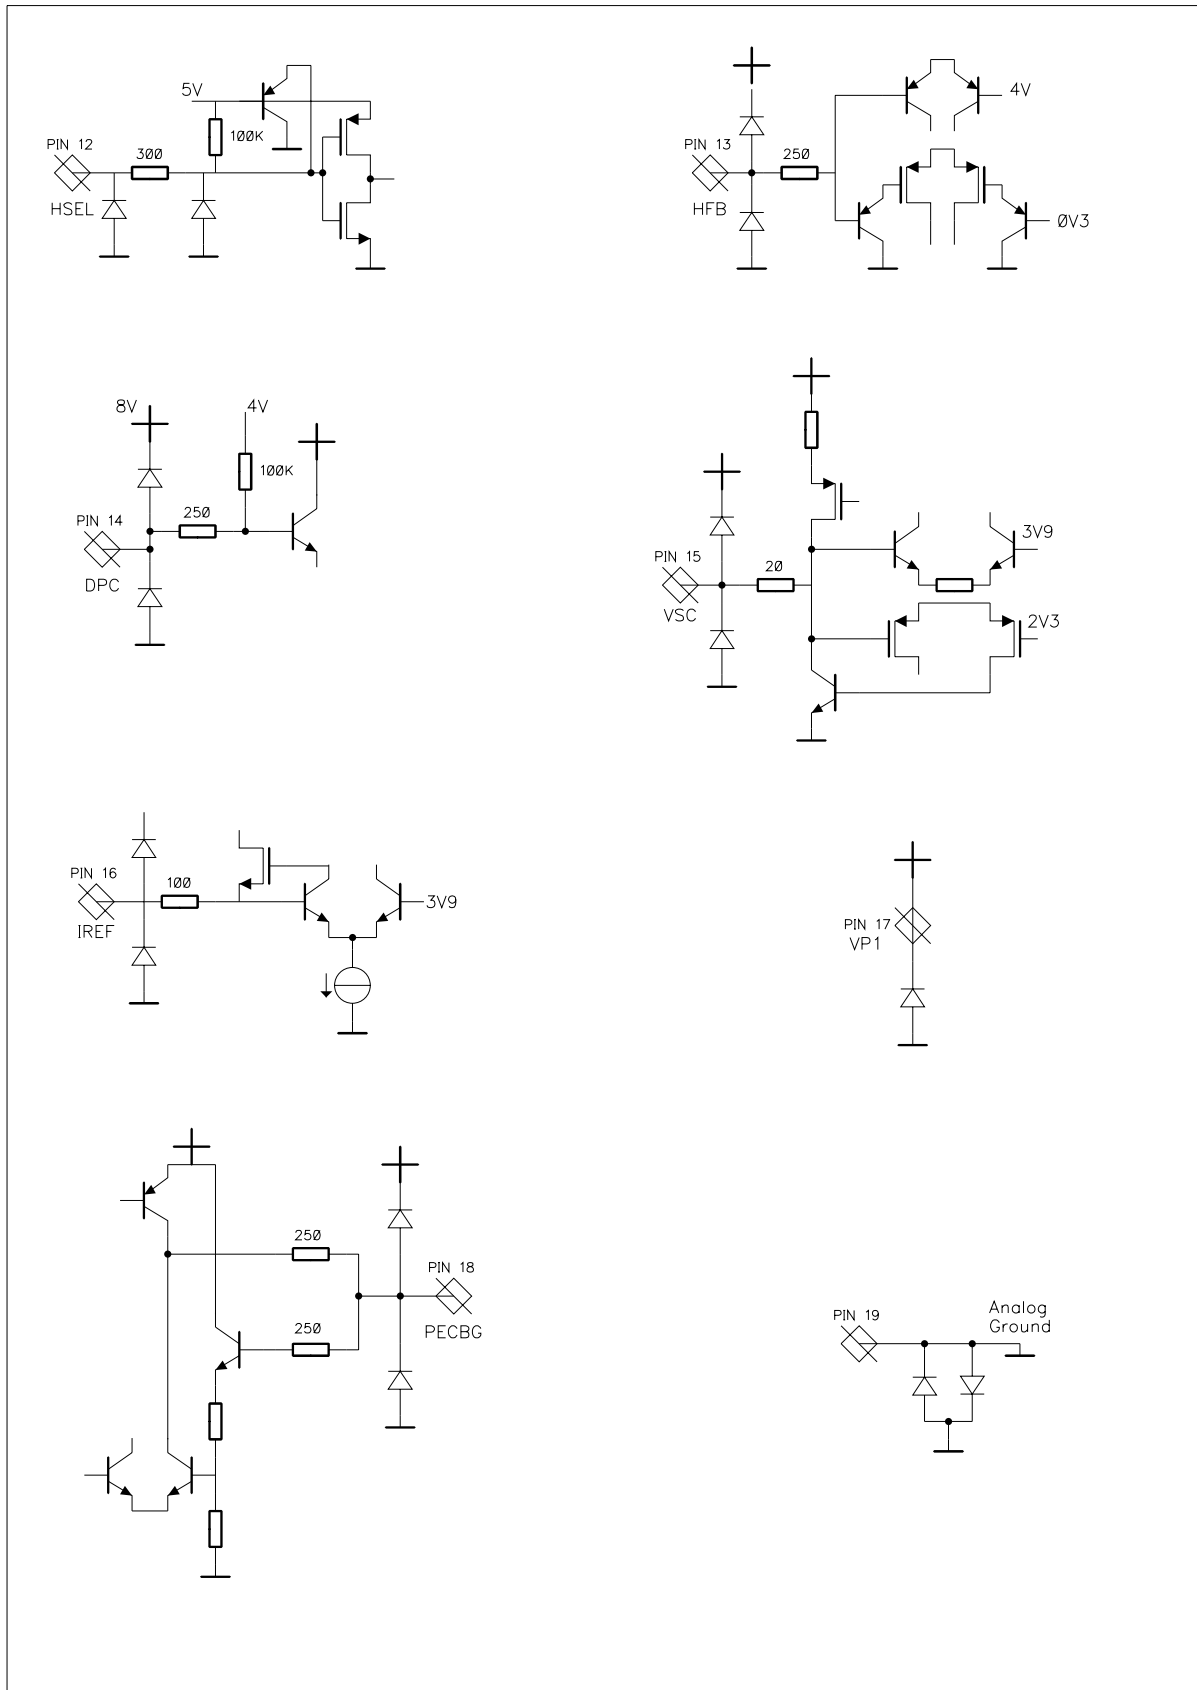 5V
100K
PIN 12
300
HSEL
PIN 13
250
HFB
4V
0V3
8V
4V
100K
PIN 14
250
DPC
PIN 15
20
VSC
3V9
2V3
PIN 16
100
IREF
3V9
PIN 17
VP1
250
250
PIN 18
PECBG
PIN 19
Analog
Ground